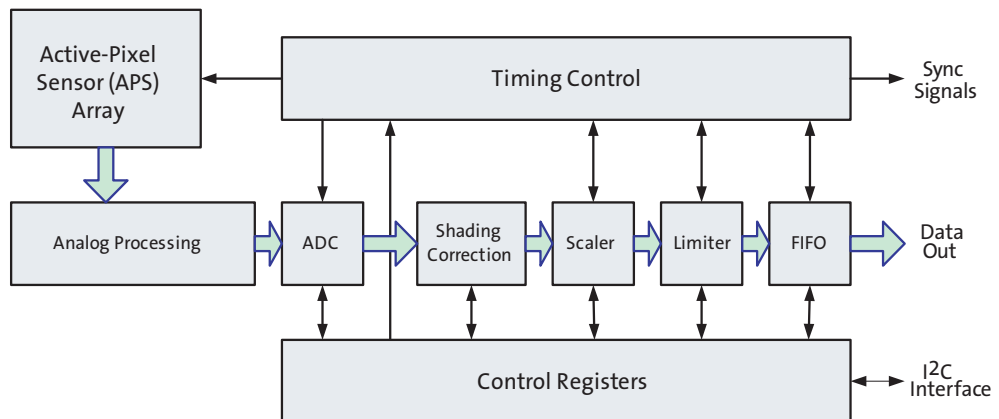 Active-Pixel
Sensor (APS)
Array
Timing Control
Sync
Signals
Analog Processing
ADC
Shading
Correction
Scaler
Limiter
FIFO
Data
Out
Control Registers
I²C
Interface